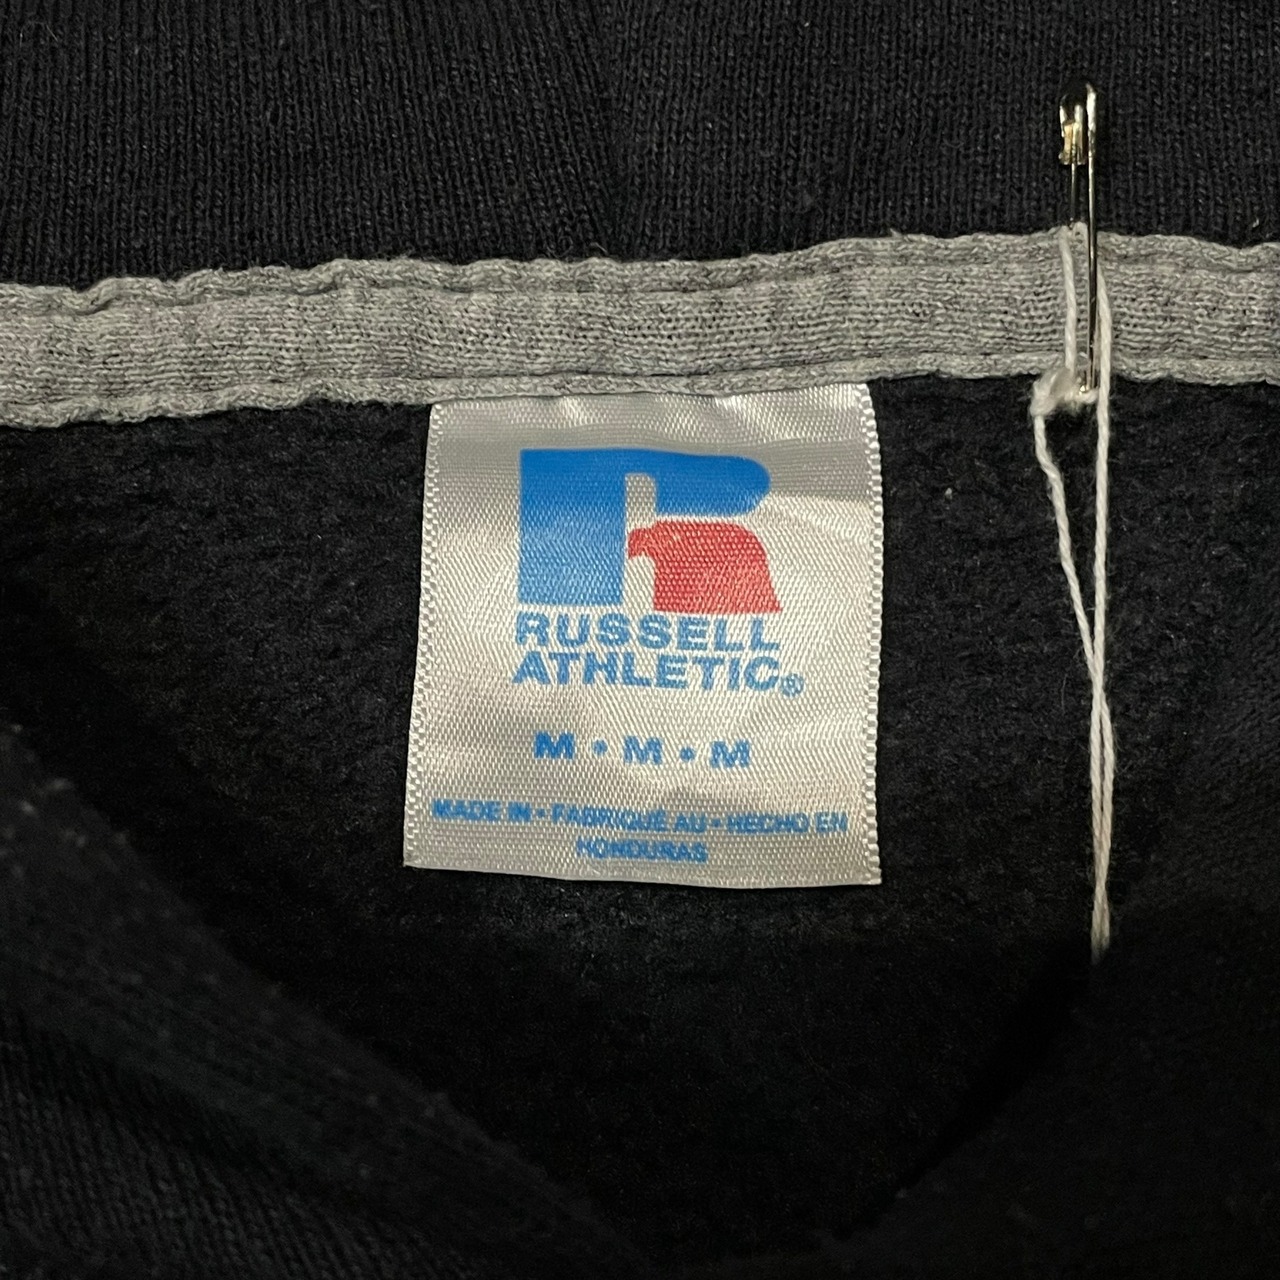 R
RUSSELL
ATHLETIC®
M • M • M
MADE IN • FABRIQUÉ AU • HECHO EN
HONDURAS